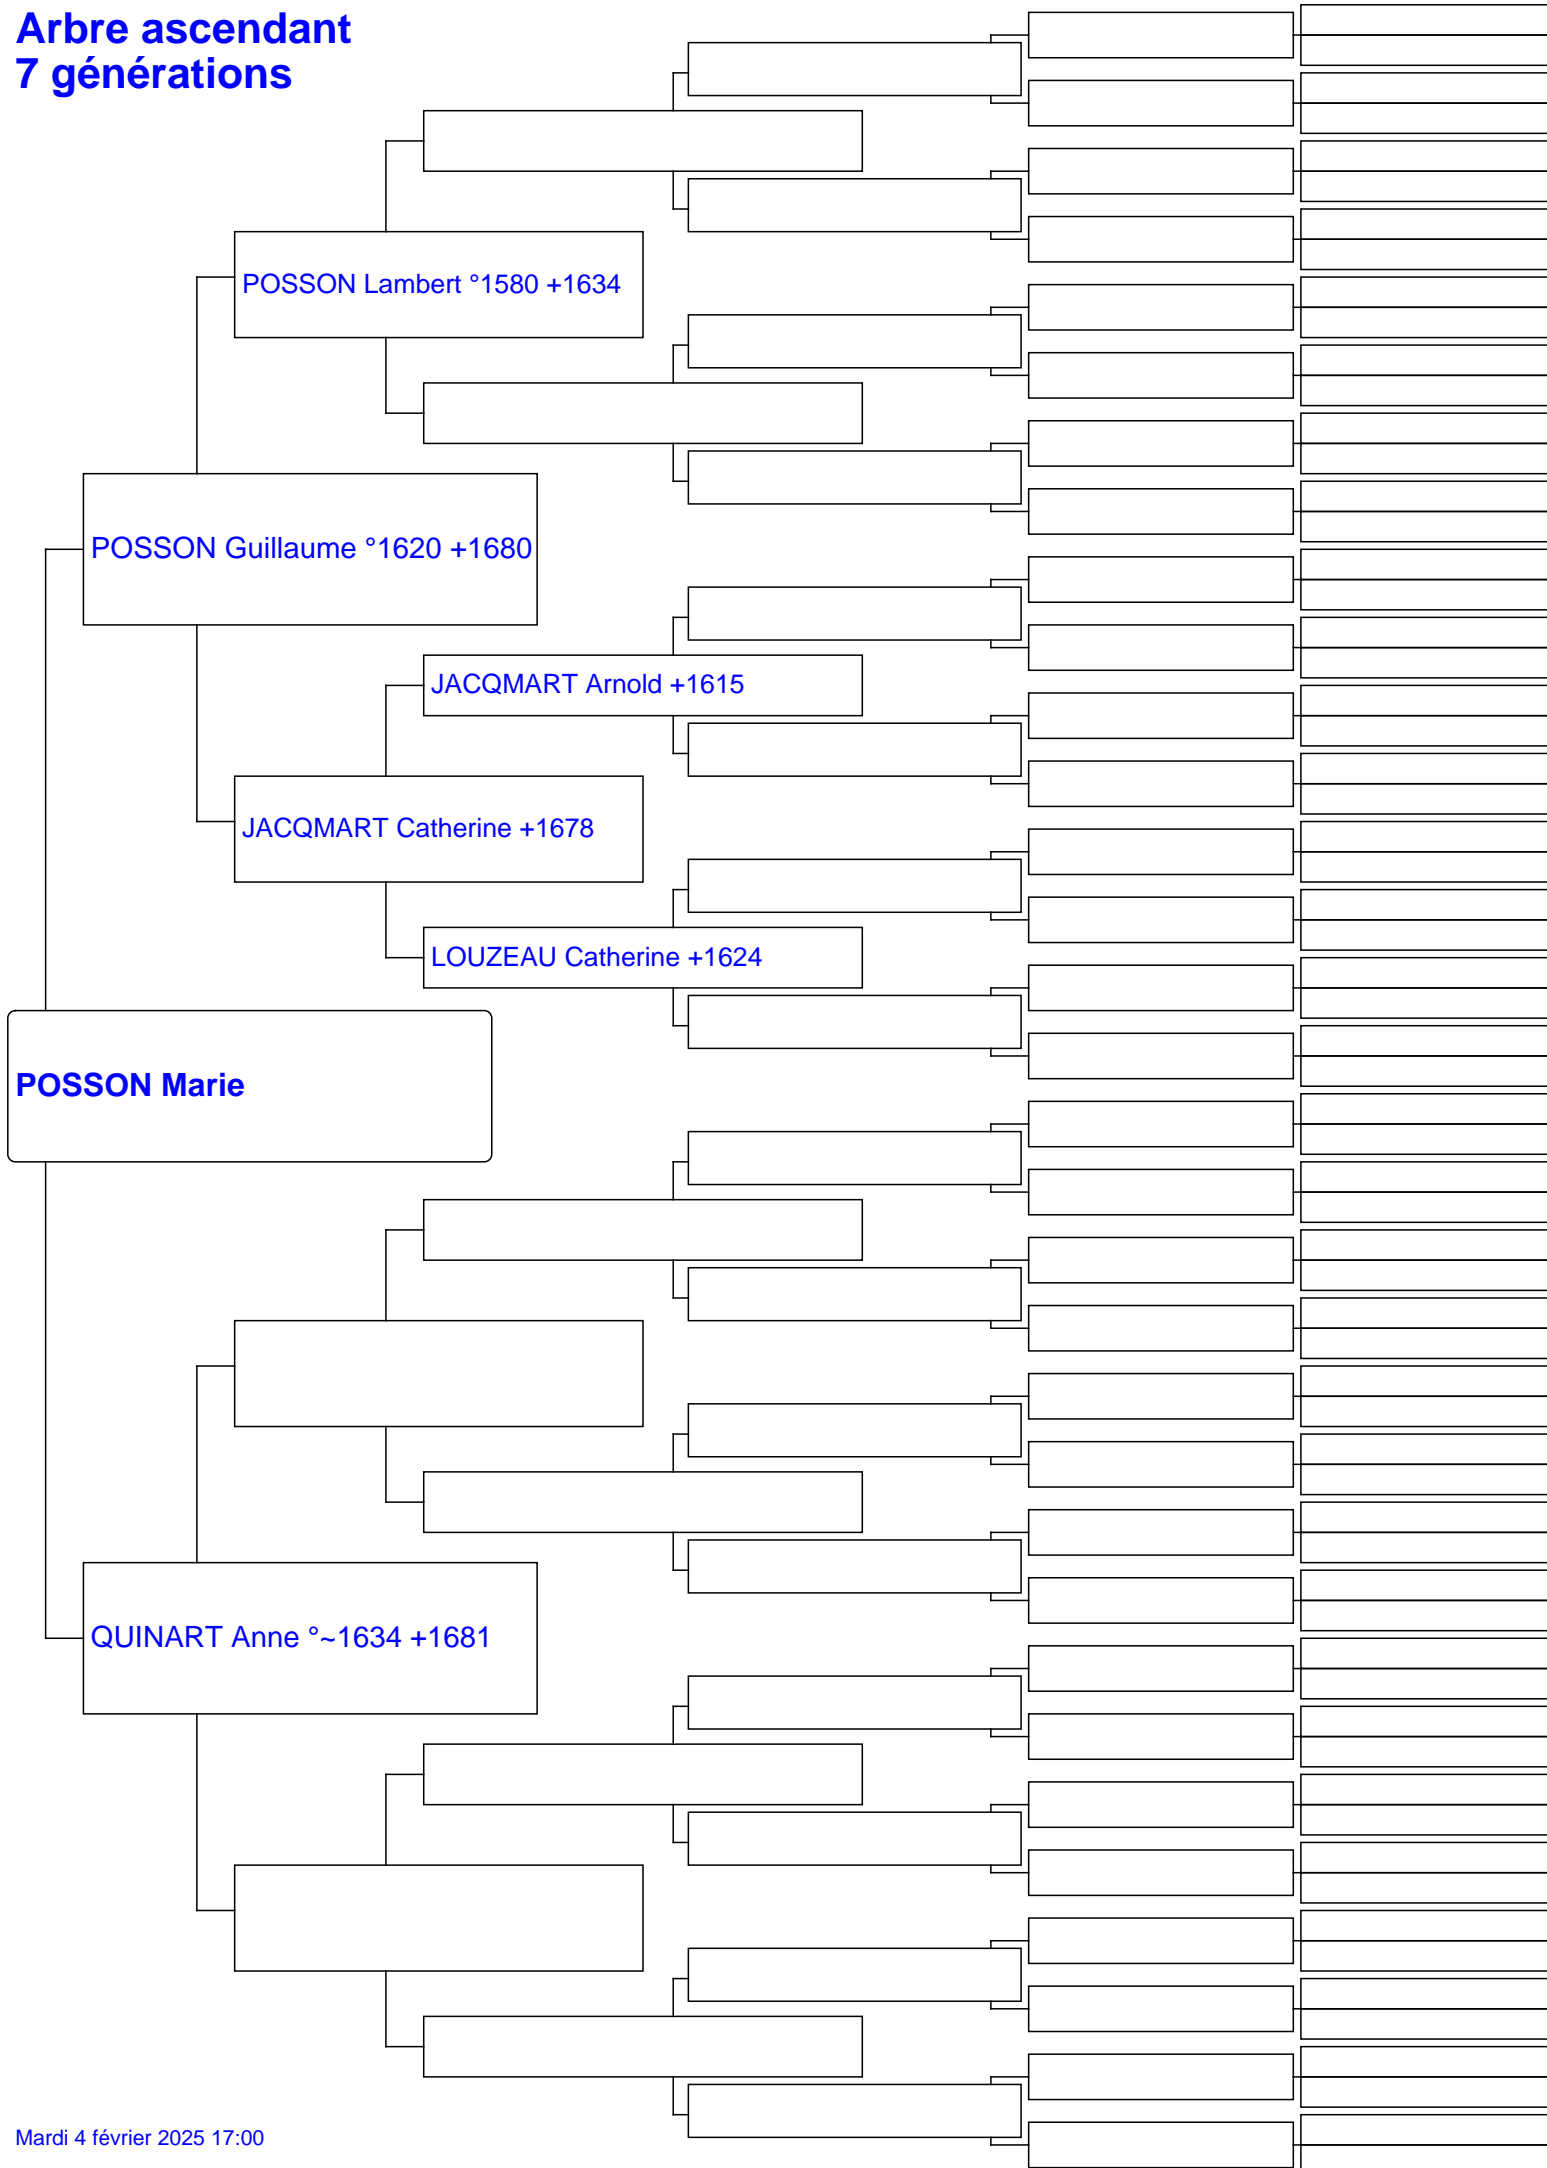 Arbre ascendant
7 générations
POSSON Lambert °1580 +1634
POSSON Guillaume °1620 +1680
JACQMART Arnold +1615
JACQMART Catherine +1678
LOUZEAU Catherine +1624
POSSON Marie
QUINART Anne °~1634 +1681
Mardi 4 février 2025 17:00